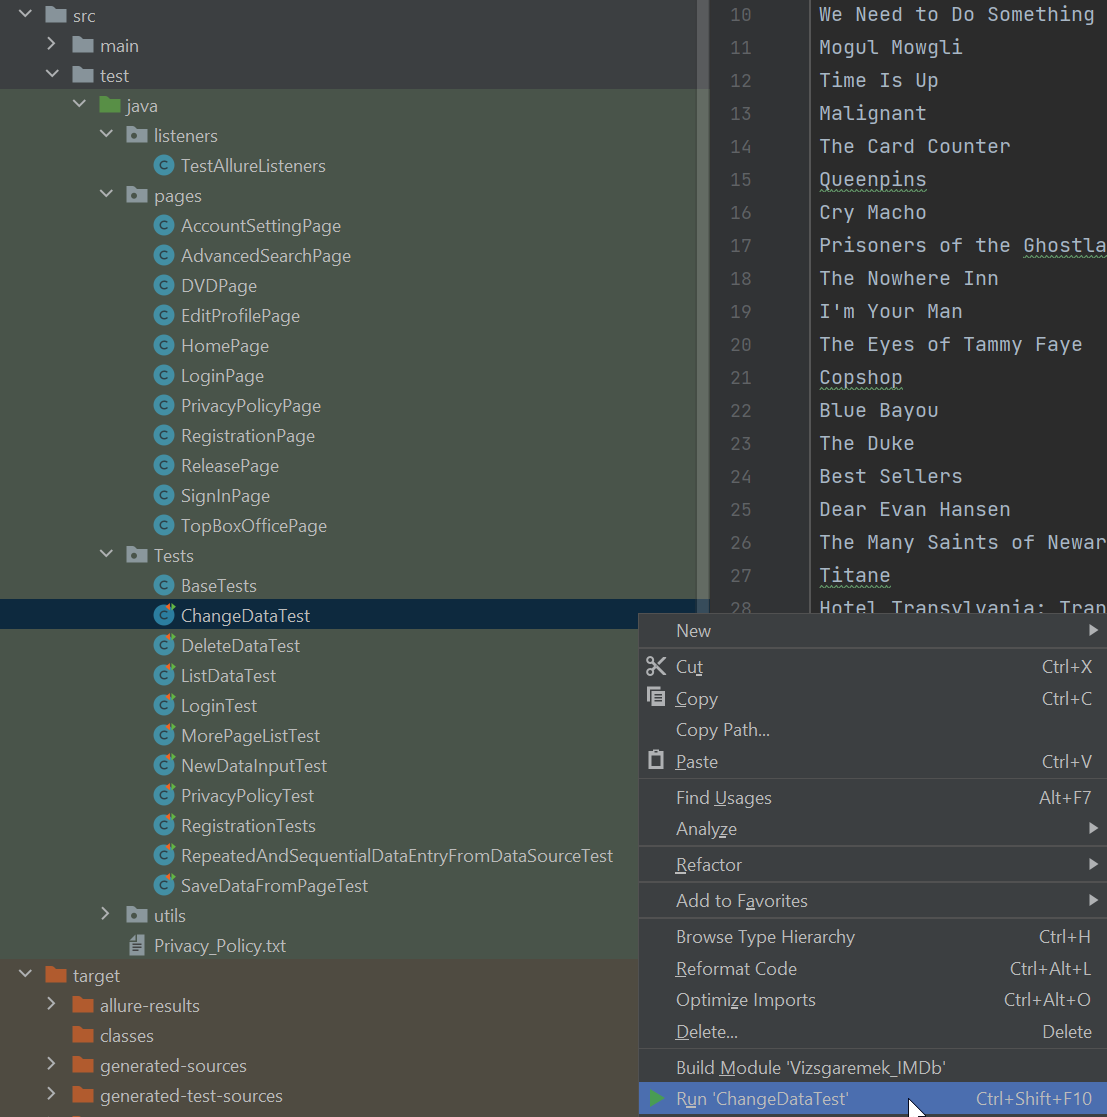 src
main
test
java
listeners
TestAllureListeners
pages
AccountSettingPage
AdvancedSearchPage
DVDPage
EditProfilePage
HomePage
LoginPage
PrivacyPolicyPage
RegistrationPage
ReleasePage
SignInPage
TopBoxOfficePage
Tests
BaseTests
ChangeDataTest
DeleteDataTest
ListDataTest
LoginTest
MorePageListTest
NewDataInputTest
PrivacyPolicyTest
RegistrationTests
RepeatedAndSequentialDataEntryFromDataSourceTest
SaveDataFromPageTest
utils
Privacy_Policy.txt
target
allure-results
classes
generated-sources
generated-test-sources
10 We Need to Do Something
11 Mogul Mowgli
12 Time Is Up
13 Malignant
14 The Card Counter
15 Queenpins
16 Cry Macho
17 Prisoners of the Ghostla
18 The Nowhere Inn
19 I'm Your Man
20 The Eyes of Tammy Faye
21 Copshop
22 Blue Bayou
23 The Duke
24 Best Sellers
25 Dear Evan Hansen
26 The Many Saints of Newar
27 Titane
28 Hotel Transylvania: Tran
New
Cut Ctrl+X
Copy Ctrl+C
Copy Path...
Paste Ctrl+V
Find Usages Alt+F7
Analyze
Refactor
Add to Favorites
Browse Type Hierarchy Ctrl+H
Reformat Code Ctrl+Alt+L
Optimize Imports Ctrl+Alt+O
Delete... Delete
Build Module 'Vizsgaremek_IMDb'
Run 'ChangeDataTest' Ctrl+Shift+F10